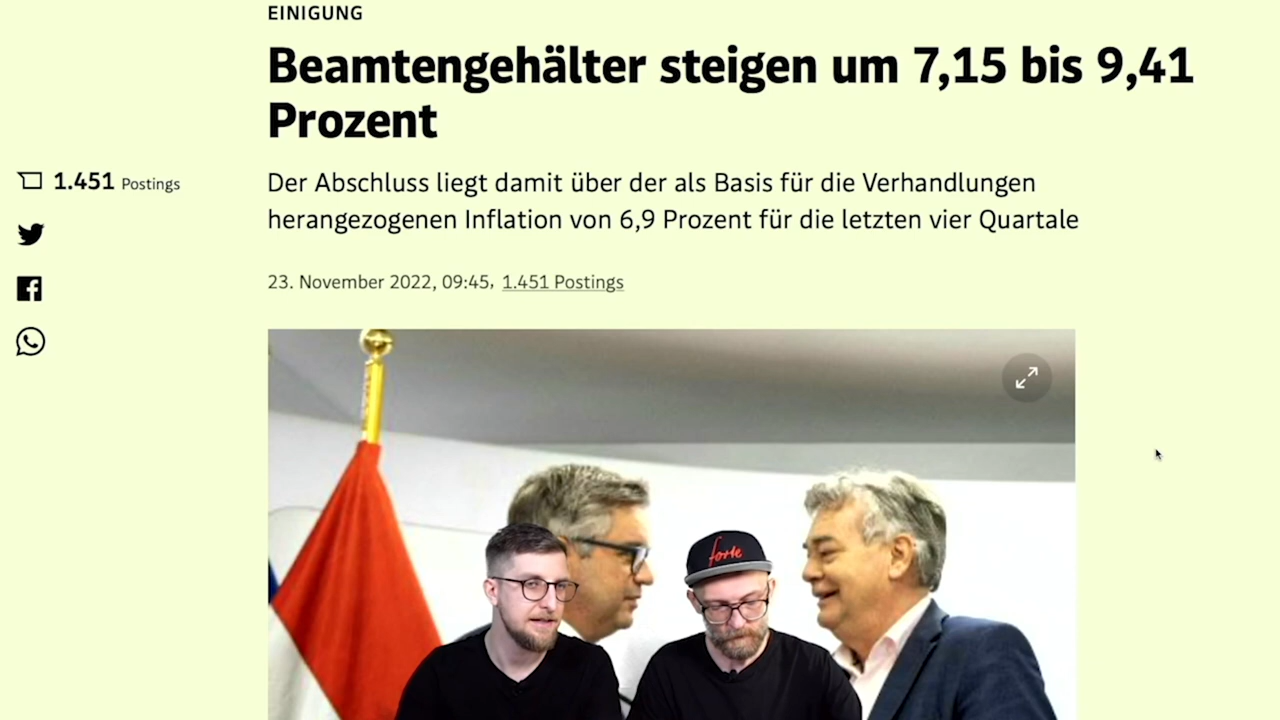 EINIGUNG
Beamtengehälter steigen um 7,15 bis 9,41
Prozent
1.451 Postings
Der Abschluss liegt damit über der als Basis für die Verhandlungen
herangezogenen Inflation von 6,9 Prozent für die letzten vier Quartale
23. November 2022, 09:45, 1.451 Postings
forte